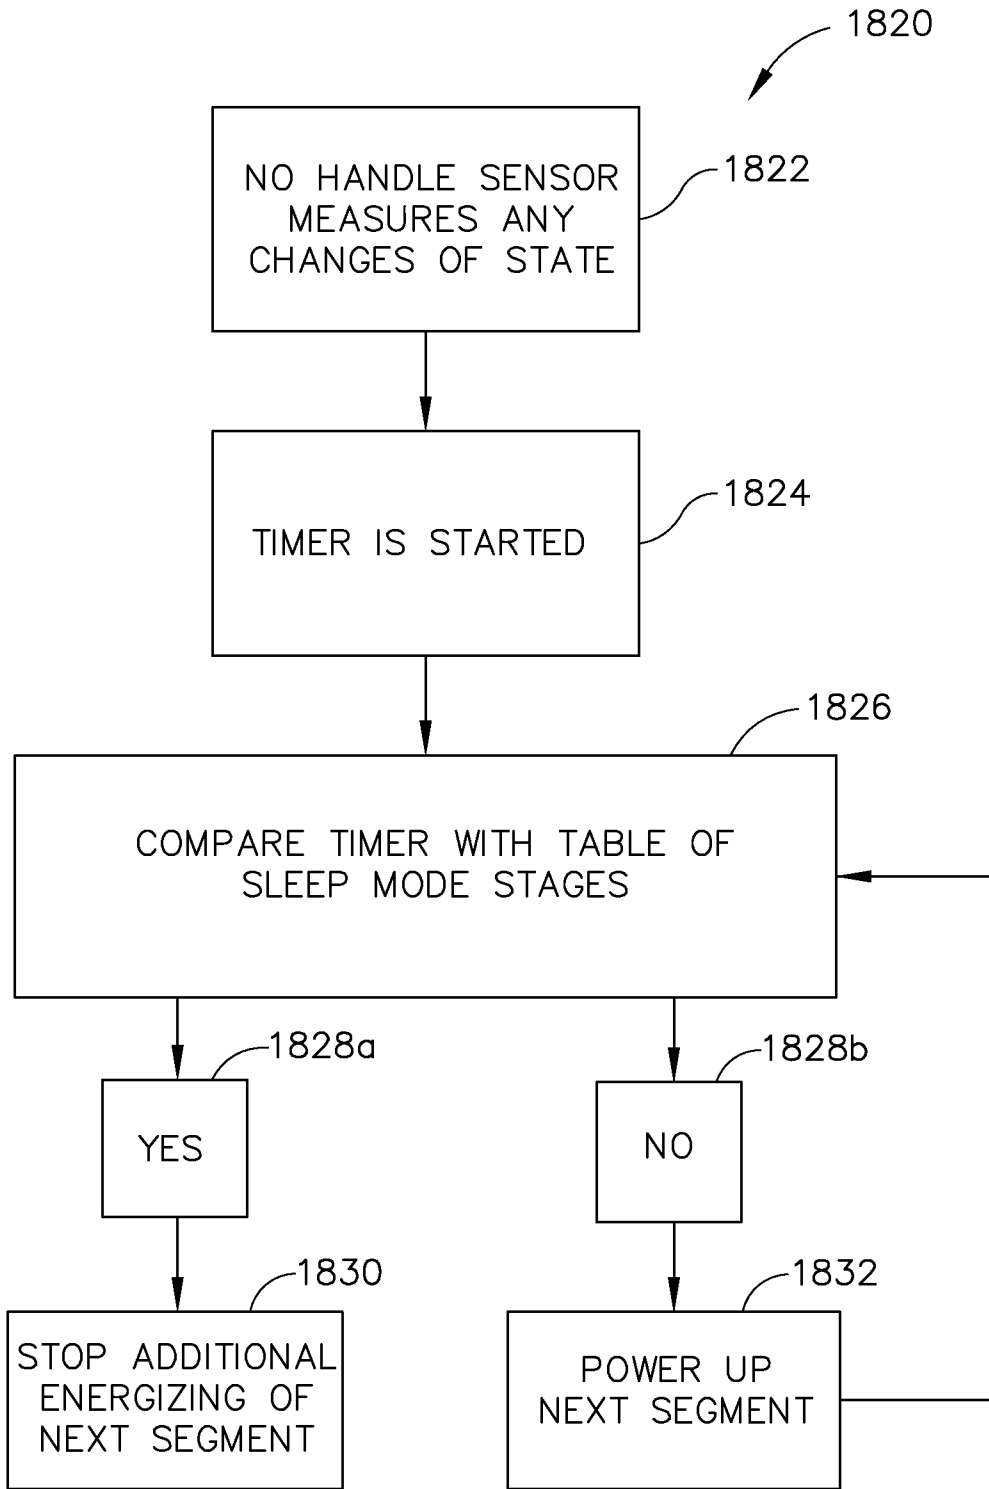 1820
NO HANDLE SENSOR
MEASURES ANY
CHANGES OF STATE
1822
TIMER IS STARTED
1824
1826
COMPARE TIMER WITH TABLE OF
SLEEP MODE STAGES
1828a
YES
1828b
NO
1830
STOP ADDITIONAL
ENERGIZING OF
NEXT SEGMENT
1832
POWER UP
NEXT SEGMENT